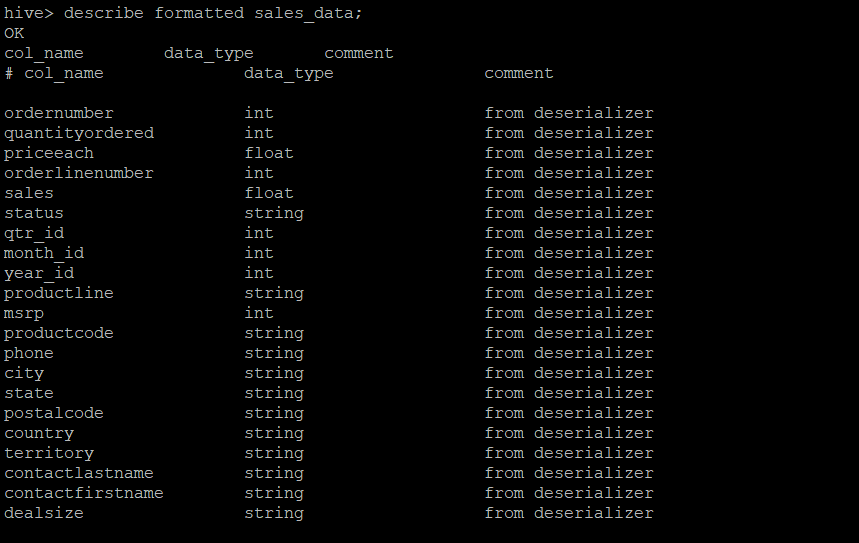 hive> describe formatted sales_data;
OK
col_name data_type comment
# col_name data_type comment
ordernumber int from deserializer
quantityordered int from deserializer
priceeach float from deserializer
orderlinenumber int from deserializer
sales float from deserializer
status string from deserializer
qtr_id int from deserializer
month_id int from deserializer
year_id int from deserializer
productline string from deserializer
msrp int from deserializer
productcode string from deserializer
phone string from deserializer
city string from deserializer
state string from deserializer
postalcode string from deserializer
country string from deserializer
territory string from deserializer
contactlastname string from deserializer
contactfirstname string from deserializer
dealsize string from deserializer